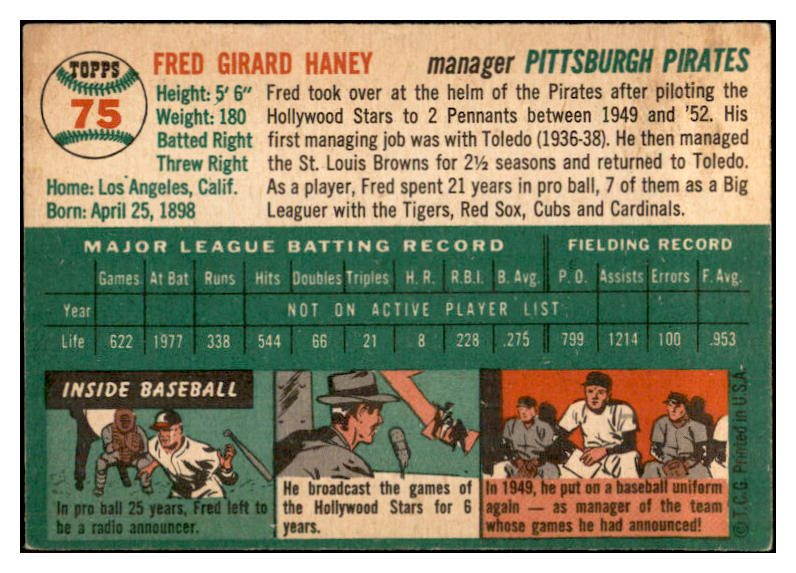 TOPPS
75
FRED GIRARD HANEY manager PITTSBURGH PIRATES
Height: 5' 6"
Weight: 180
Batted Right
Threw Right
Home: Los Angeles, Calif.
Born: April 25, 1898
Fred took over at the helm of the Pirates after piloting the
Hollywood Stars to 2 Pennants between 1949 and '52. His
first managing job was with Toledo (1936-38). He then managed
the St. Louis Browns for 2½ seasons and returned to Toledo.
As a player, Fred spent 21 years in pro ball, 7 of them as a Big
Leaguer with the Tigers, Red Sox, Cubs and Cardinals.
MAJOR LEAGUE BATTING RECORD FIELDING RECORD
Games At Bat Runs Hits Doubles Triples H. R. R.B.I. B. Avg. P. O. Assists Errors F. Avg.
Year NOT ON ACTIVE PLAYER LIST
Life 622 1977 338 544 66 21 8 228 .275 799 1214 100 .953
INSIDE BASEBALL
In pro ball 25 years, Fred left to
be a radio announcer.
He broadcast the games of
the Hollywood Stars for 6
years.
In 1949, he put on a baseball uniform
again — as manager of the team
whose games he had announced!
© T.C.G. Printed in U.S.A.